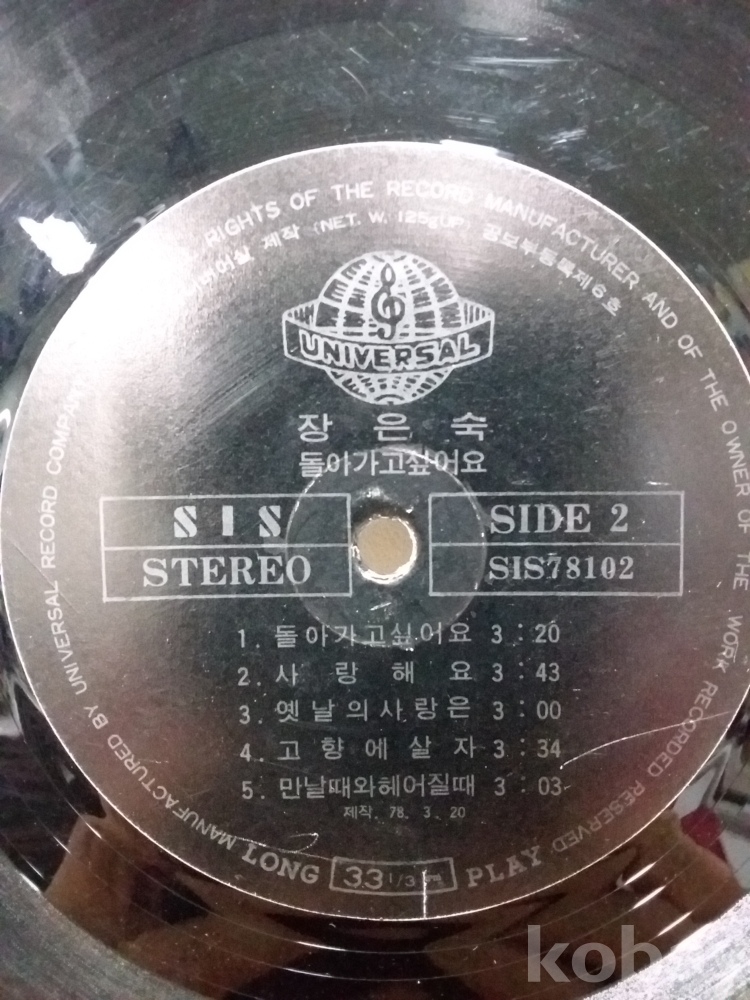 RIGHTS OF THE RECORD MANUFACTURER AND OF THE OWNER OF THE WORK RECORDED RESERVED
제작 (NET. W. 125g UP) 공보부등록제6호
UNIVERSAL
장 은 숙
돌아가고싶어요
SIS
SIDE 2
STEREO
SIS78102
1. 돌아가고싶어요 3:20
2. 사 랑 해 요 3:43
3. 옛날의사랑은 3:00
4. 고 향 에 살 자 3:34
5. 만날때와헤어질때 3:03
제작. 78. 3. 20
MANUFACTURED BY UNIVERSAL RECORD COMPANY
LONG 33 1/3 PLAY
kob